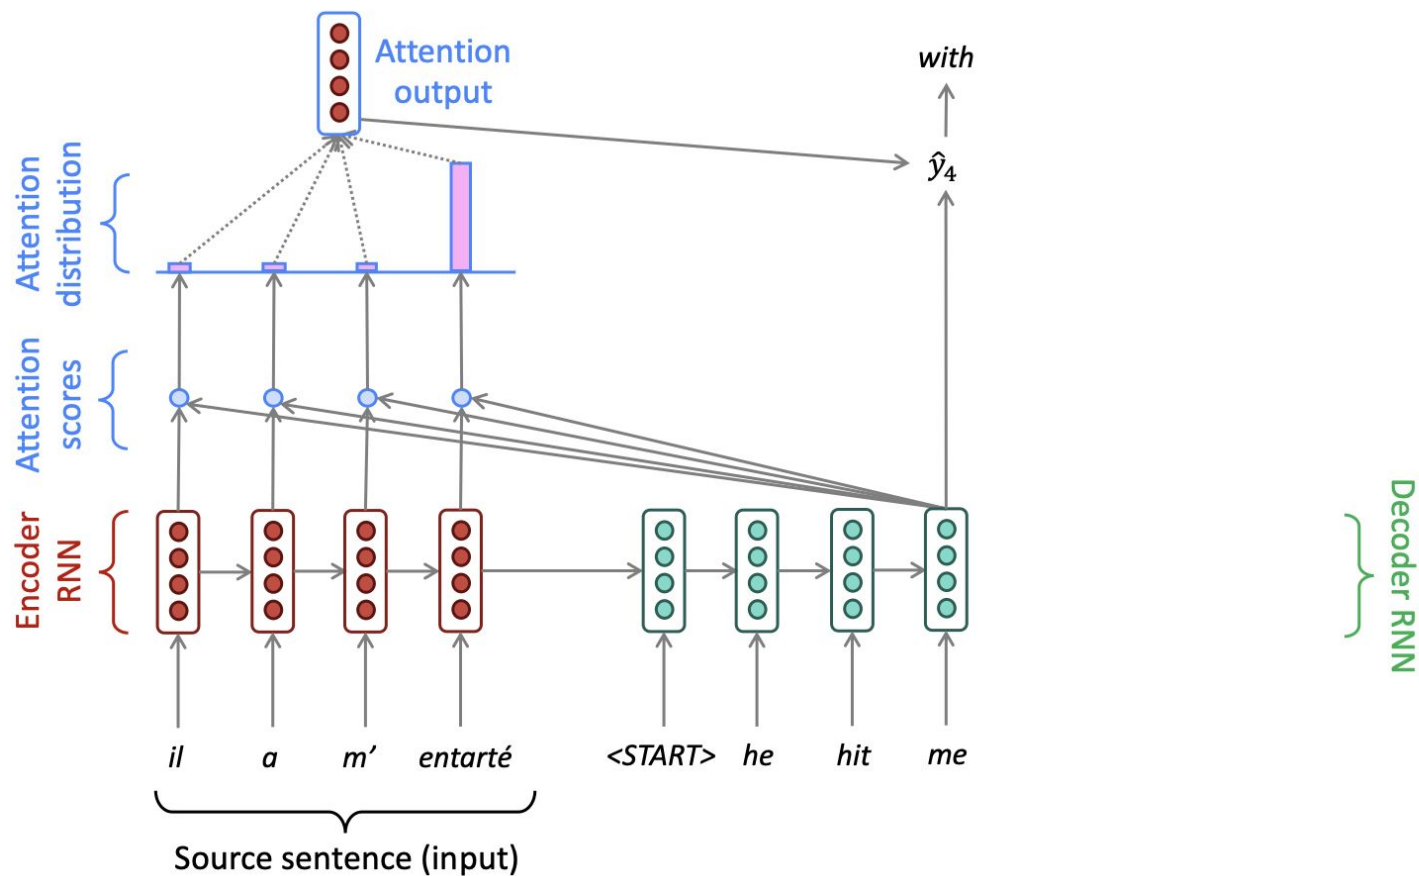 Attention
output
with
ŷ4
Attention
distribution
Attention
scores
Encoder
RNN
Decoder RNN
il a m’ entarté <START> he hit me
Source sentence (input)